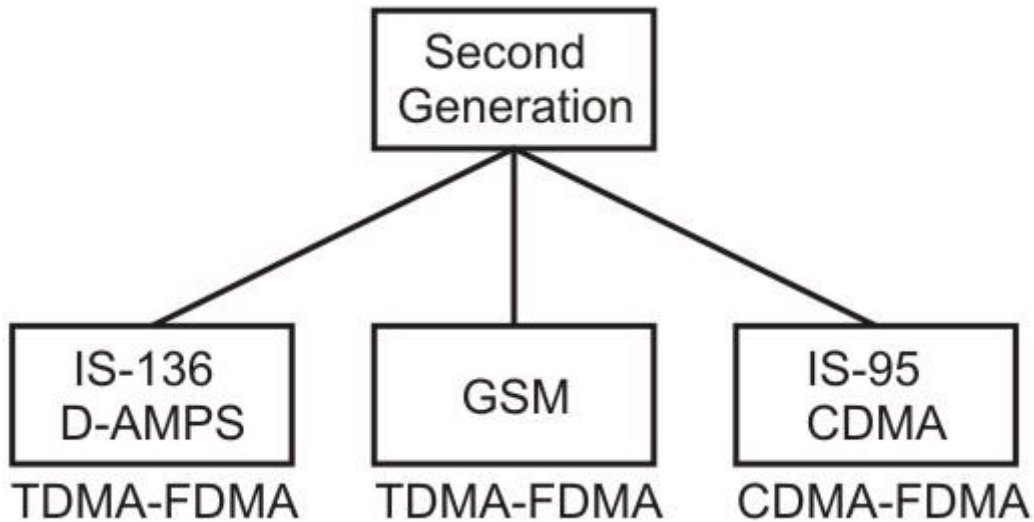 Second
Generation
IS-136
D-AMPS
GSM
IS-95
CDMA
TDMA-FDMA
TDMA-FDMA
CDMA-FDMA